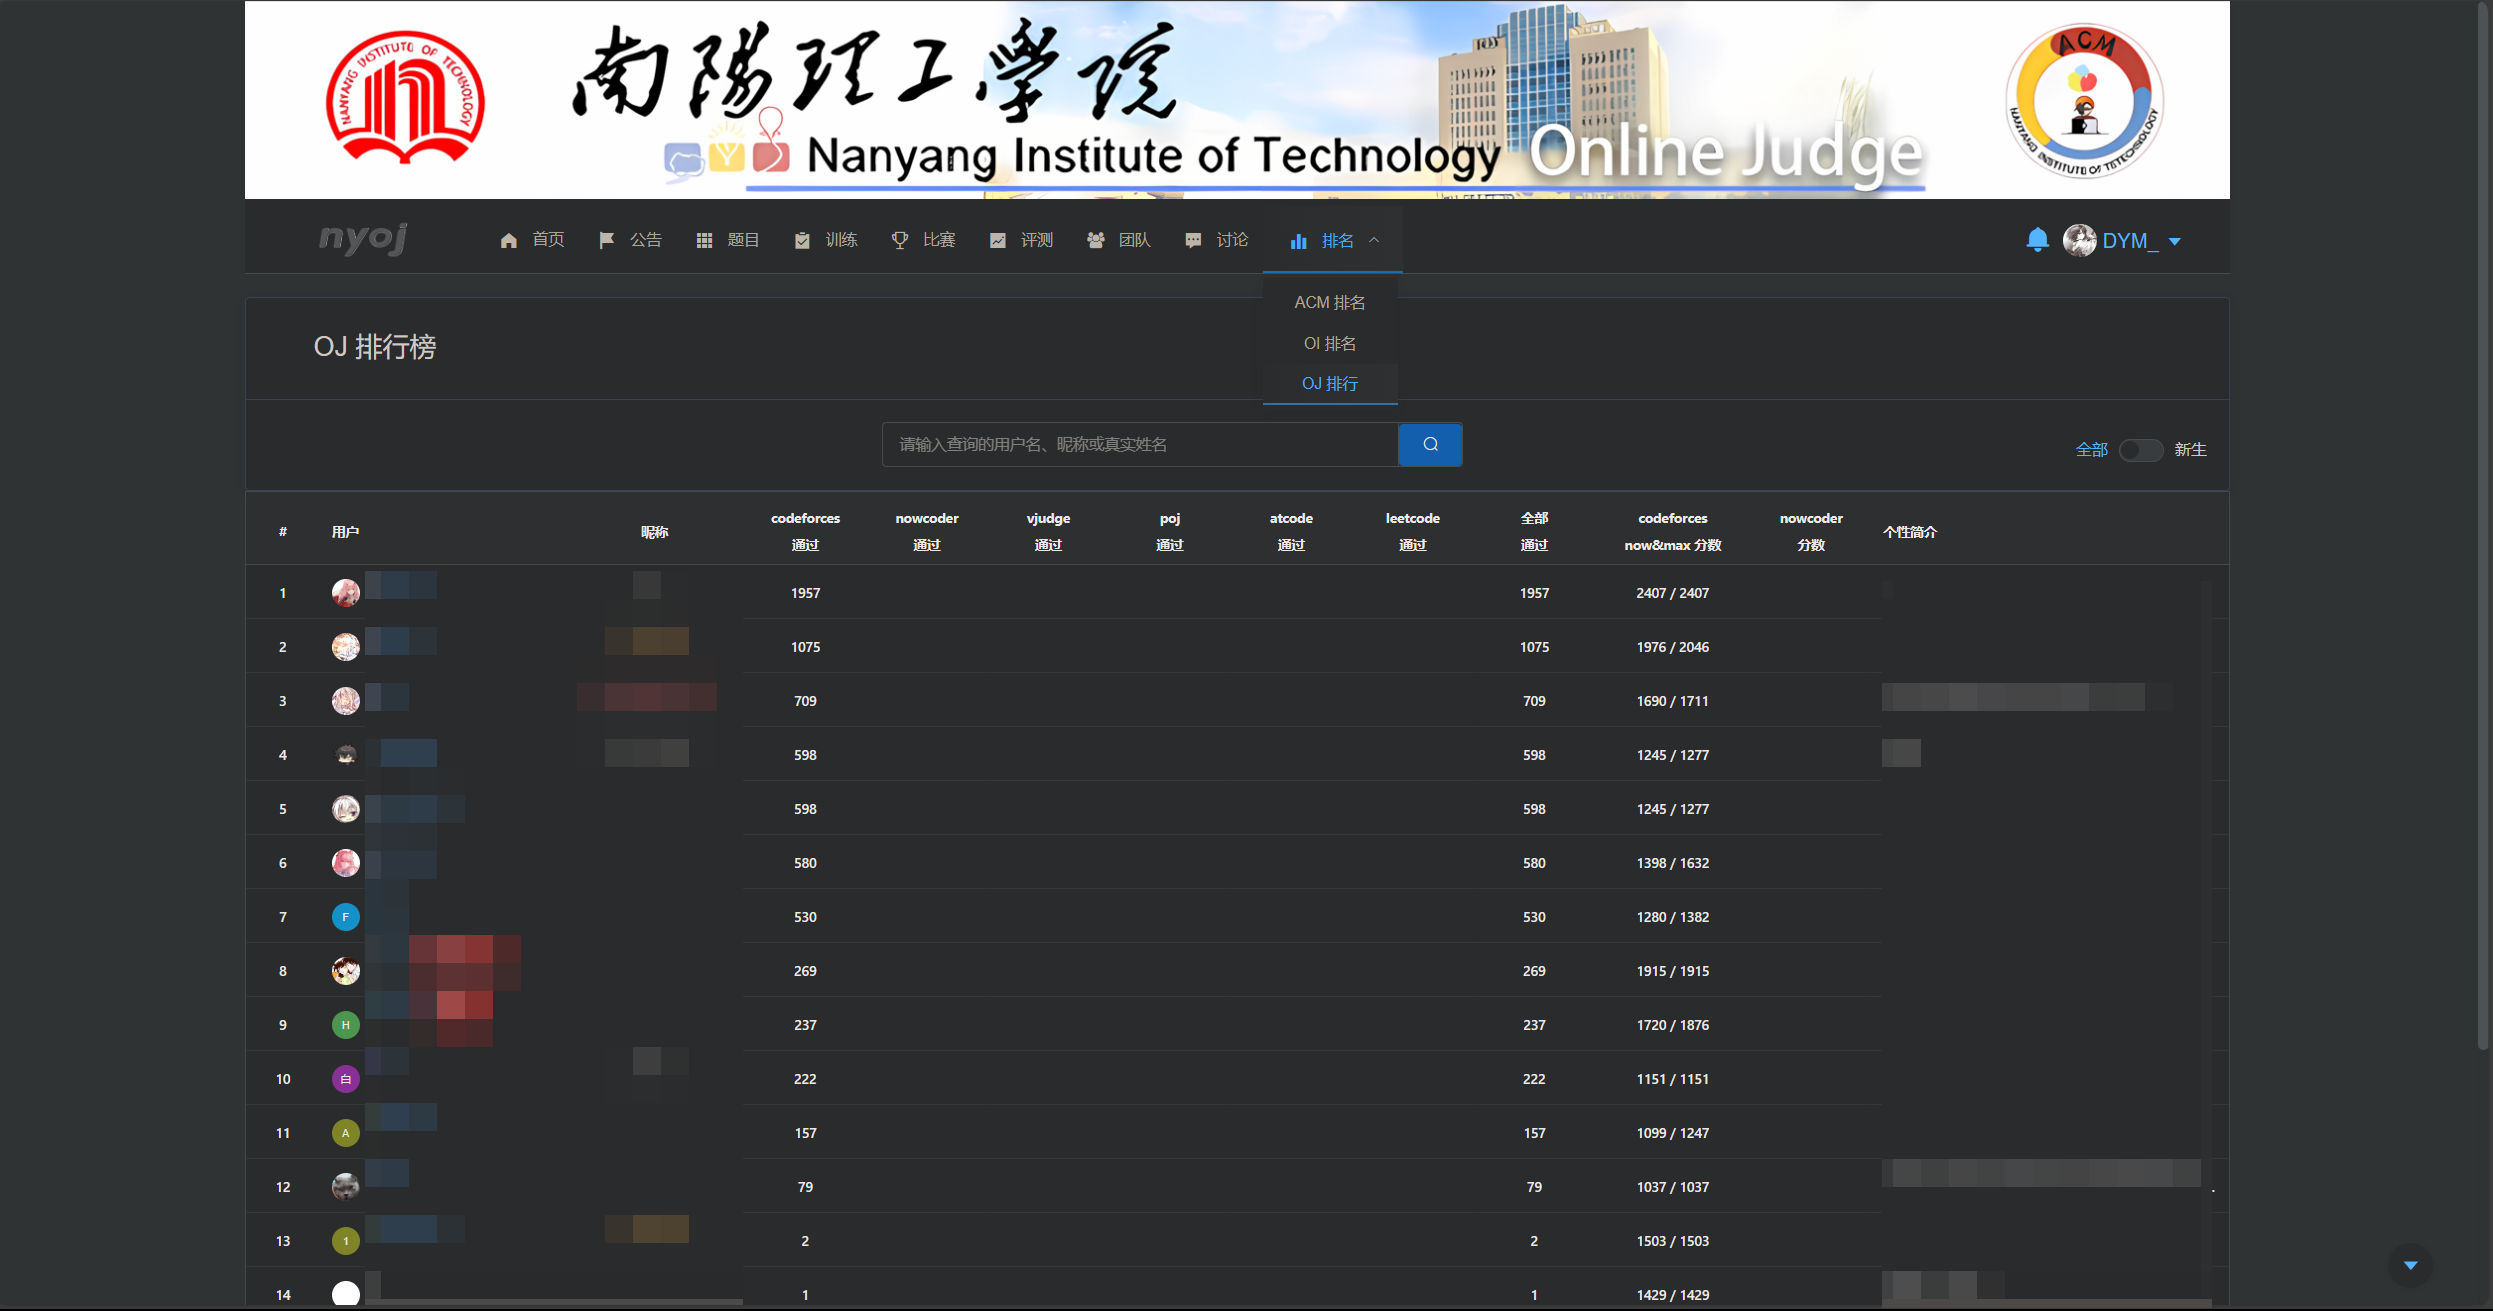 NANYANG INSTITUTE OF TECHNOLOGY
南陽理工學院
Nanyang Institute of Technology Online Judge
ACM
nyoj
首页 公告 题目 训练 比赛 评测 团队 讨论 排名
DYM_
ACM 排名
OI 排名
OJ 排行
OJ 排行榜
请输入查询的用户名、昵称或真实姓名
全部 新生
# 用户 昵称 codeforces 通过 nowcoder 通过 vjudge 通过 poj 通过 atcode 通过 leetcode 通过 全部 通过 codeforces now&max 分数 nowcoder 分数 个性简介
1 1957 1957 2407 / 2407
2 1075 1075 1976 / 2046
3 709 709 1690 / 1711
4 598 598 1245 / 1277
5 598 598 1245 / 1277
6 580 580 1398 / 1632
7 F 530 530 1280 / 1382
8 269 269 1915 / 1915
9 H 237 237 1720 / 1876
10 白 222 222 1151 / 1151
11 A 157 157 1099 / 1247
12 79 79 1037 / 1037
13 1 2 2 1503 / 1503
14 1 1 1429 / 1429